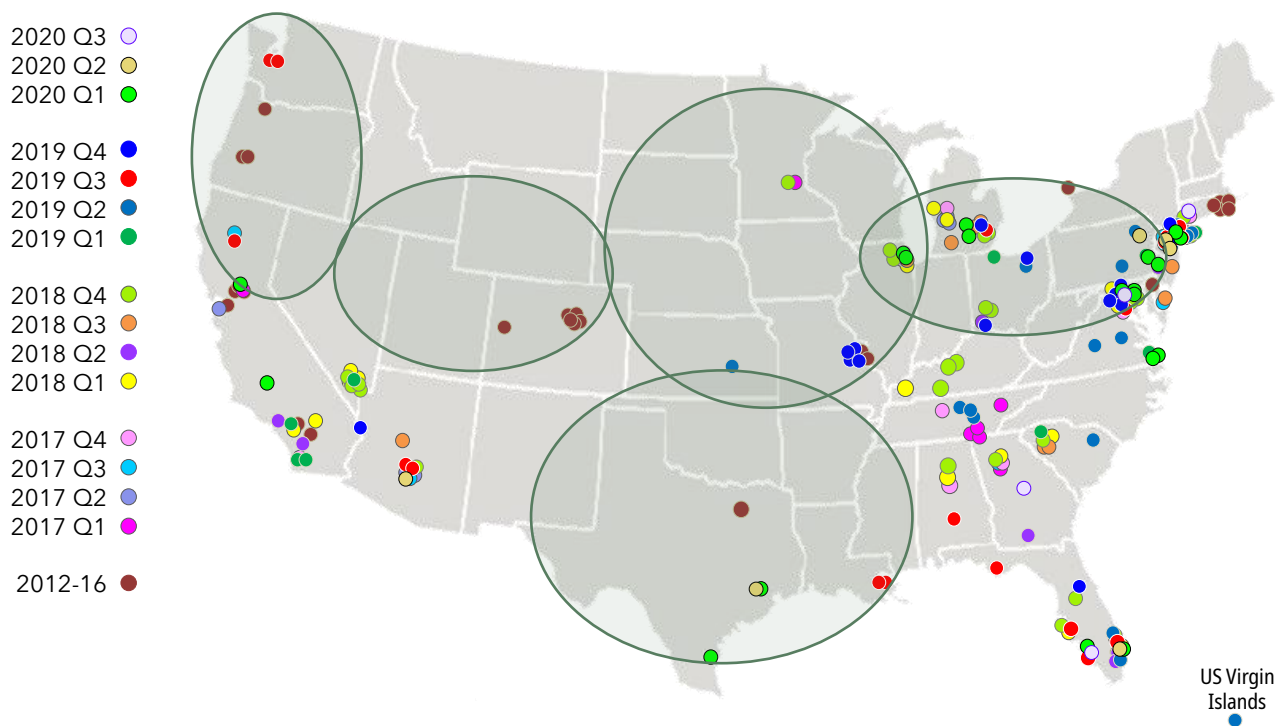 2020 Q3
2020 Q2
2020 Q1
2019 Q4
2019 Q3
2019 Q2
2019 Q1
2018 Q4
2018 Q3
2018 Q2
2018 Q1
2017 Q4
2017 Q3
2017 Q2
2017 Q1
2012-16
US Virgin
Islands